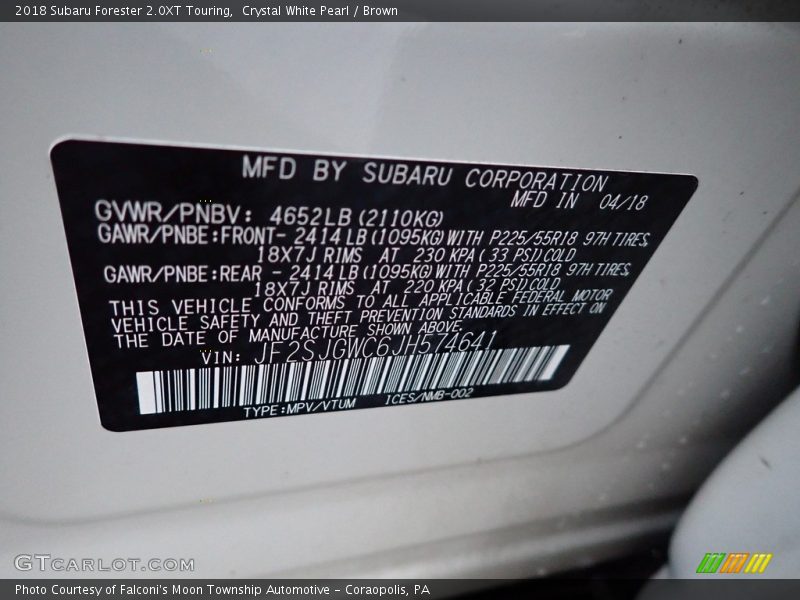 2018 Subaru Forester 2.0XT Touring,  Crystal White Pearl / Brown
MFD BY SUBARU CORPORATION
MFD IN 04/18
GVWR/PNBV: 4652LB (2110KG)
GAWR/PNBE:FRONT- 2414 LB (1095KG) WITH P225/55R18 97H TIRES,
18X7J RIMS AT 230 KPA ( 33 PSI) COLD
GAWR/PNBE:REAR - 2414 LB (1095KG) WITH P225/55R18 97H TIRES,
18X7J RIMS AT 220 KPA ( 32 PSI) COLD
THIS VEHICLE CONFORMS TO ALL APPLICABLE FEDERAL MOTOR
VEHICLE SAFETY AND THEFT PREVENTION STANDARDS IN EFFECT ON
THE DATE OF MANUFACTURE SHOWN ABOVE.
VIN: JF2SJGWC6JH574641
TYPE:MPV/VTUM ICES/NMB-002
GTCARLOT.COM
Photo Courtesy of Falconi's Moon Township Automotive - Coraopolis, PA